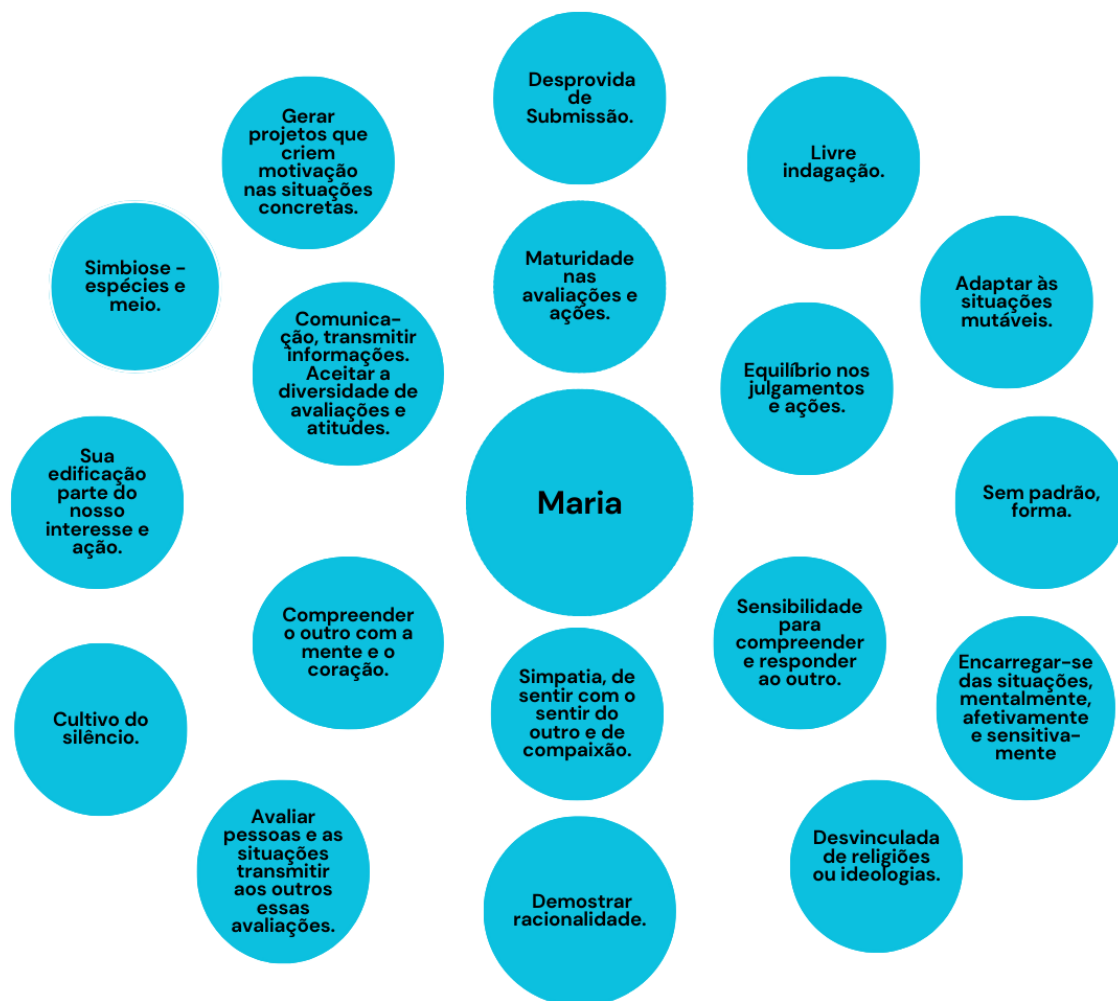 Desprovida
de
Submissão.
Gerar
projetos que
criem
motivação
nas situações
concretas.
Livre
indagação.
Simbiose -
espécies e
meio.
Maturidade
nas
avaliações e
ações.
Adaptar às
situações
mutáveis.
Comunica-
ção, transmitir
informações.
Aceitar a
diversidade de
avaliações e
atitudes.
Equilíbrio nos
julgamentos
e ações.
Sua
edificação
parte do
nosso
interesse e
ação.
Maria
Sem padrão,
forma.
Compreender
o outro com a
mente e o
coração.
Sensibilidade
para
compreender
e responder
ao outro.
Simpatia, de
sentir com o
sentir do
outro e de
compaixão.
Encarregar-se
das situações,
mentalmente,
afetivamente
e sensitiva-
mente
Cultivo do
silêncio.
Avaliar
pessoas e as
situações
transmitir
aos outros
essas
avaliações.
Demostrar
racionalidade.
Desvinculada
de religiões
ou ideologias.